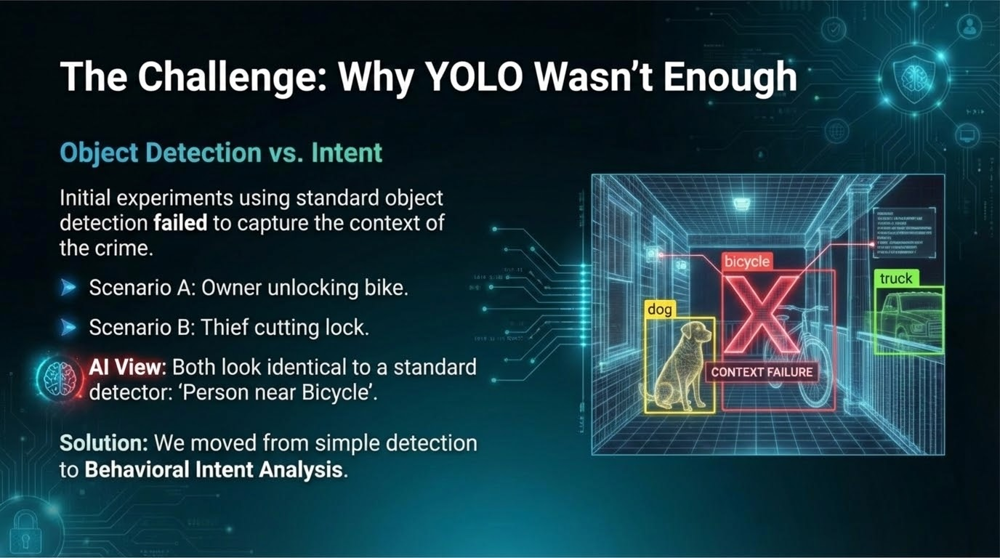 The Challenge: Why YOLO Wasn't Enough
Object Detection vs. Intent
Initial experiments using standard object
detection failed to capture the context of
the crime.
Scenario A: Owner unlocking bike.
Scenario B: Thief cutting lock.
AI View: Both look identical to a standard
detector: ‘Person near Bicycle’.
Solution: We moved from simple detection
to Behavioral Intent Analysis.
bicycle
truck
dog
CONTEXT FAILURE